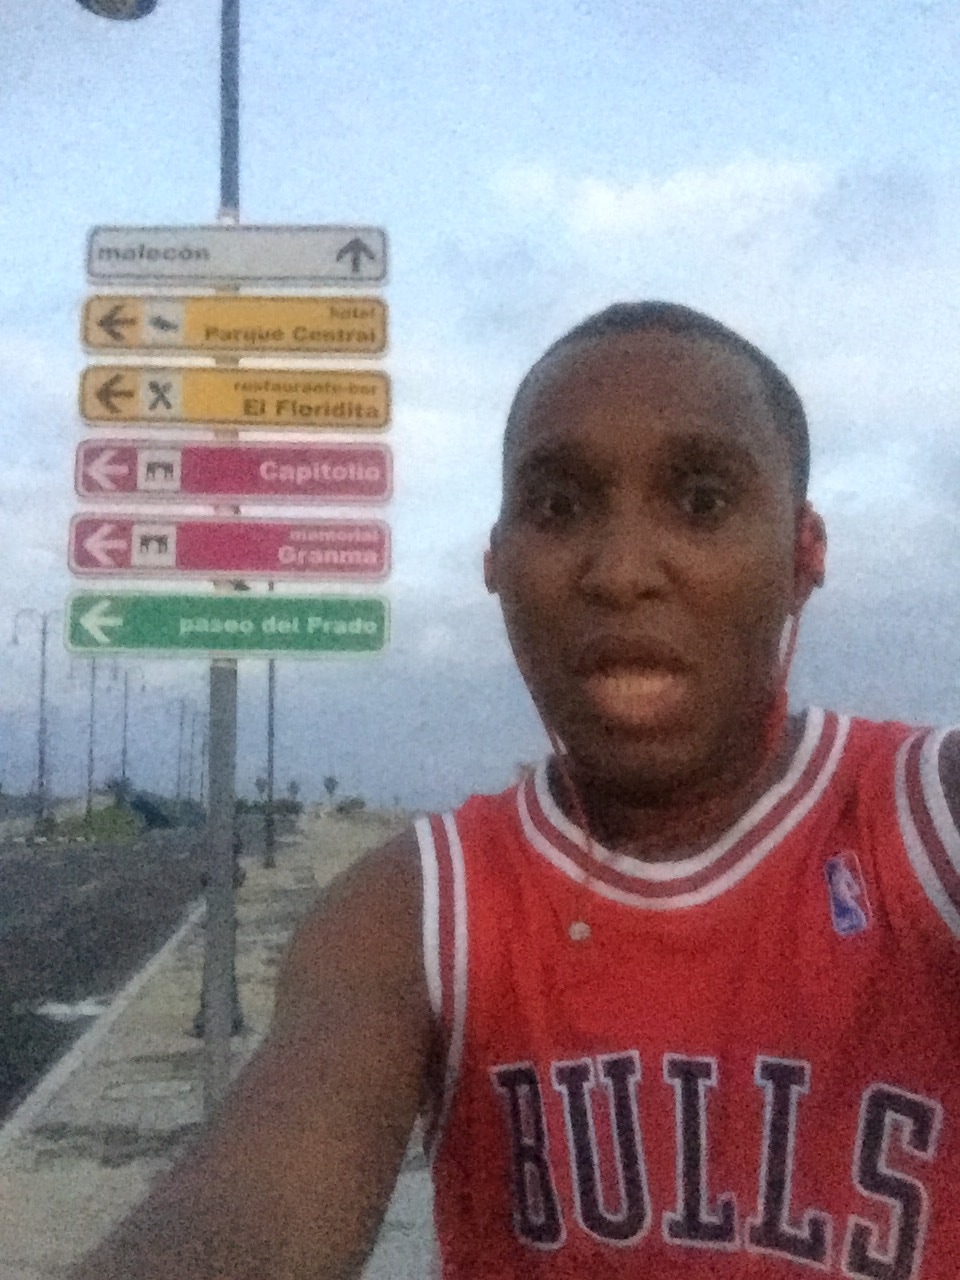 malecón
hotel
Parque Central
restaurante-bar
El Floridita
Capitolio
memorial
Granma
paseo del Prado
BULLS